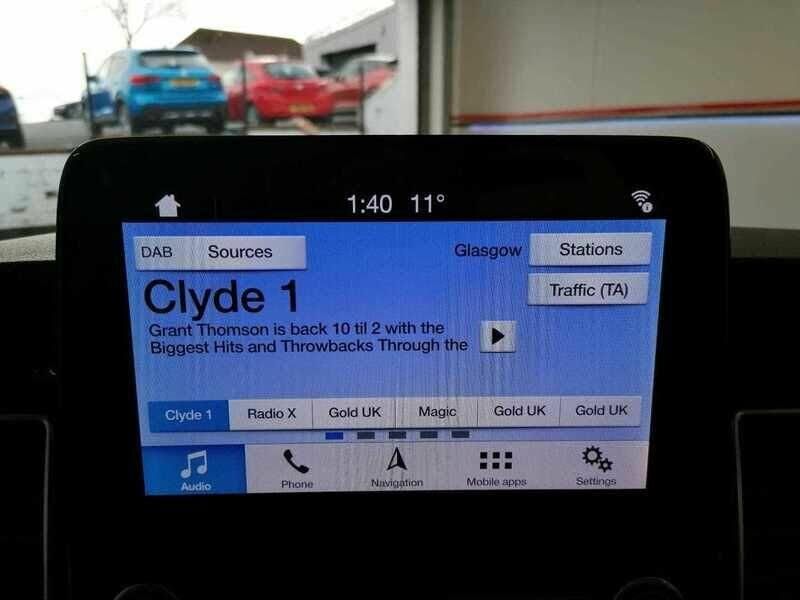 1:40 11°
DAB Sources
Glasgow Stations
Traffic (TA)
Clyde 1
Grant Thomson is back 10 til 2 with the
Biggest Hits and Throwbacks Through the
Clyde 1 Radio X Gold UK Magic Gold UK Gold UK
Audio Phone Navigation Mobile apps Settings